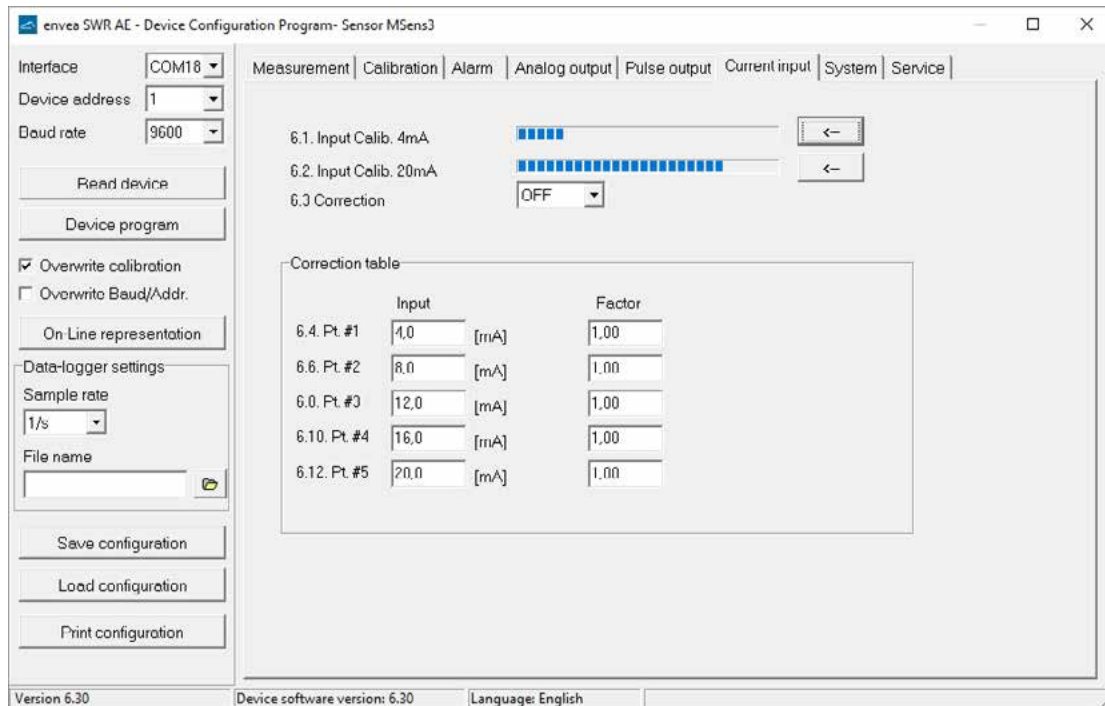 envea SWR AE - Device Configuration Program- Sensor MSens3
Interface COM18
Device address 1
Baud rate 9600
Read device
Device program
Overwrite calibration
Overwrite Baud/Addr.
On-Line representation
Data-logger settings
Sample rate
1/s
File name
Save configuration
Load configuration
Print configuration
Measurement Calibration Alarm Analog output Pulse output Current input System Service
6.1. Input Calib. 4mA <--
6.2. Input Calib. 20mA <--
6.3 Correction OFF
Correction table
Input Factor
6.4. Pt. #1 4,0 [mA] 1,00
6.6. Pt. #2 8,0 [mA] 1,00
6.0. Pt. #3 12,0 [mA] 1,00
6.10. Pt. #4 16,0 [mA] 1,00
6.12. Pt. #5 20,0 [mA] 1,00
Version 6.30 Device software version: 6.30 Language: English